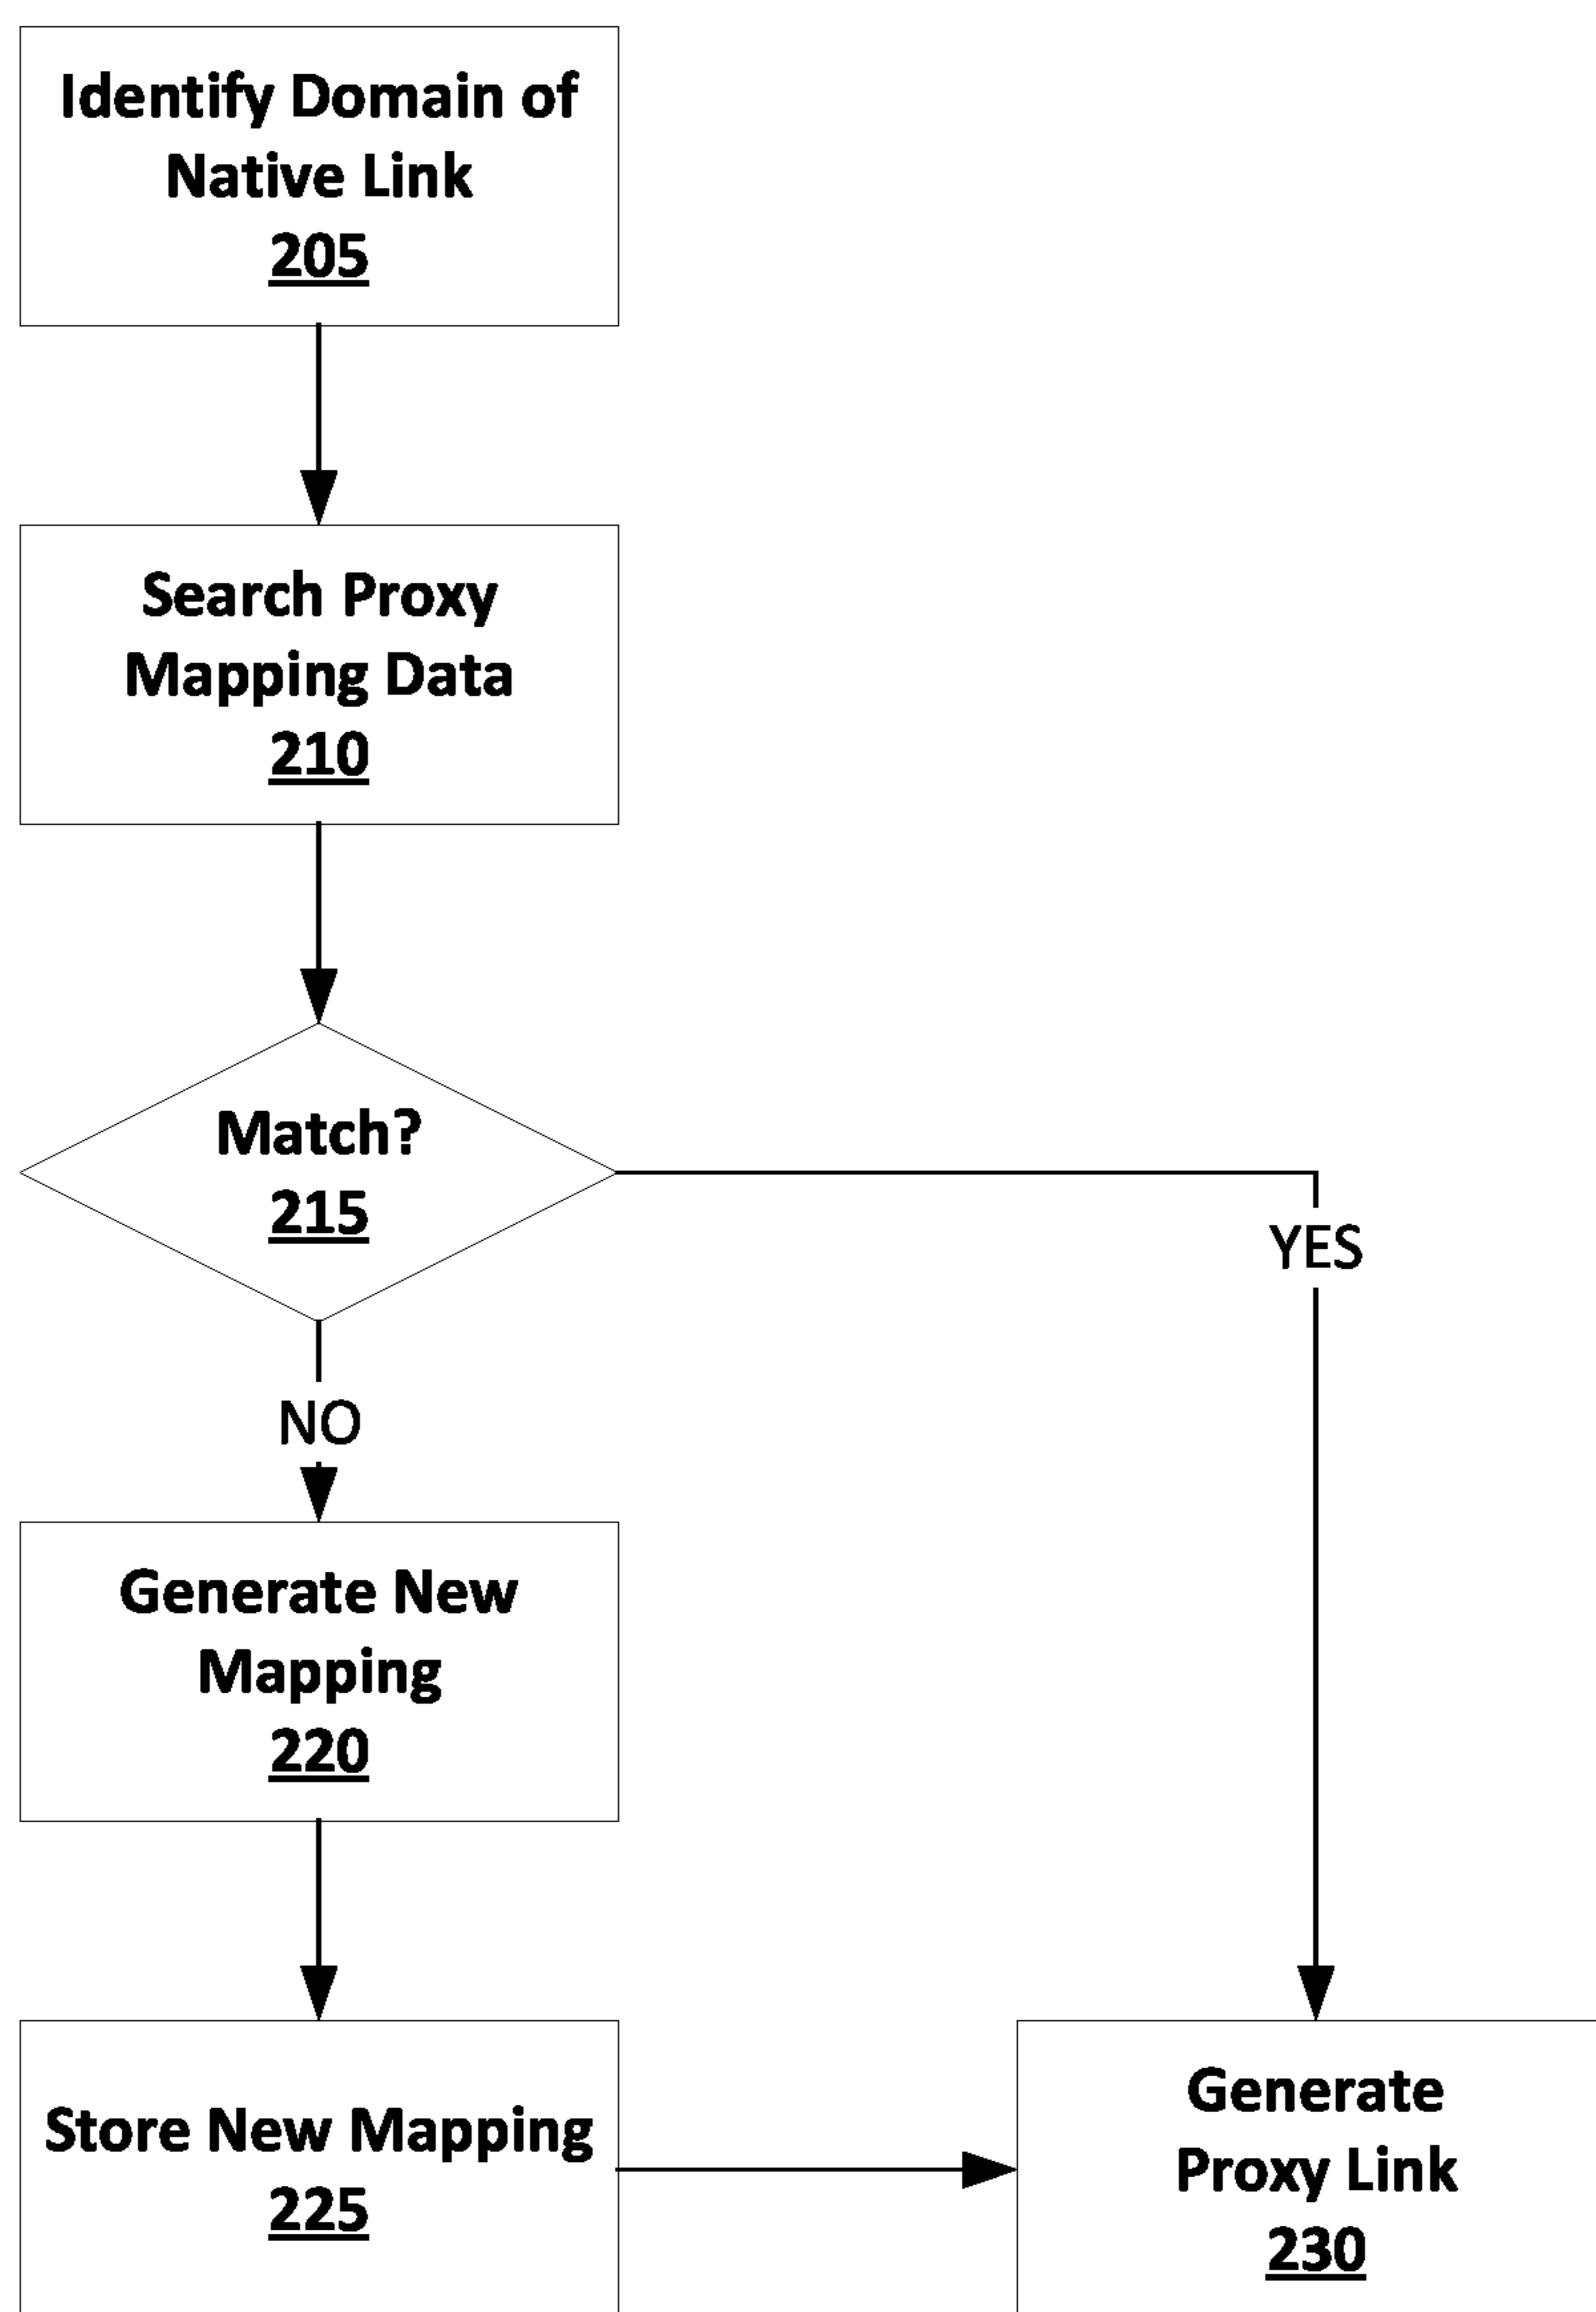 Identify Domain of
Native Link
205
Search Proxy
Mapping Data
210
Match?
215
YES
NO
Generate New
Mapping
220
Store New Mapping
225
Generate
Proxy Link
230